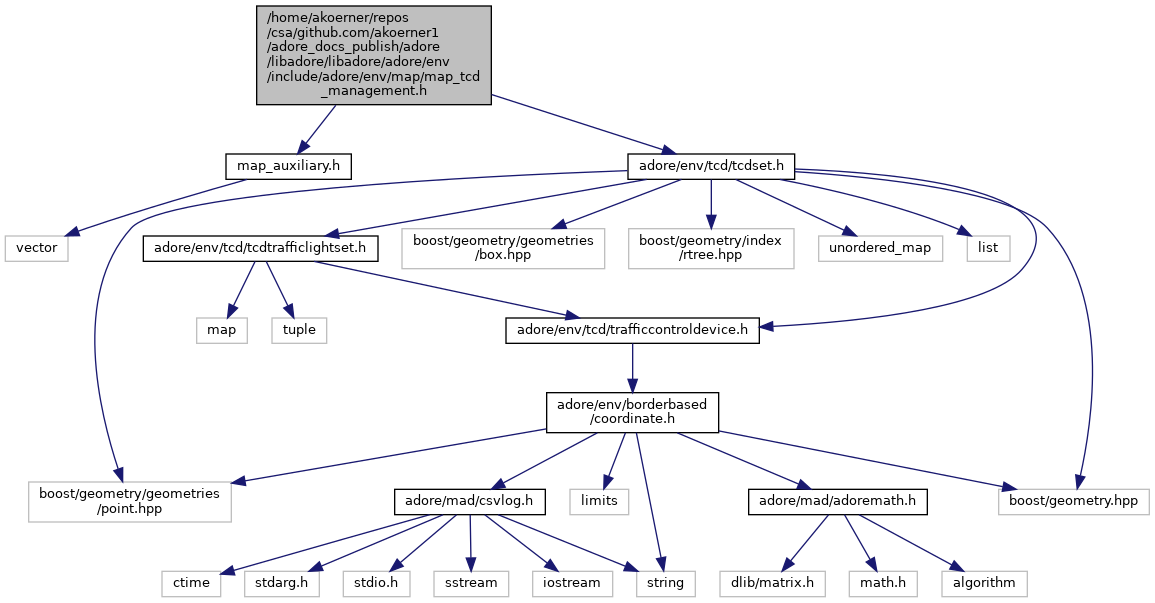 /home/akoerner/repos
/csa/github.com/akoerner1
/adore_docs_publish/adore
/libadore/libadore/adore/env
/include/adore/env/map/map_tcd
_management.h
map_auxiliary.h
adore/env/tcd/tcdset.h
vector
adore/env/tcd/tcdtrafficlightset.h
boost/geometry/geometries
/box.hpp
boost/geometry/index
/rtree.hpp
unordered_map
list
map
tuple
adore/env/tcd/trafficcontroldevice.h
adore/env/borderbased
/coordinate.h
boost/geometry/geometries
/point.hpp
adore/mad/csvlog.h
limits
adore/mad/adoremath.h
boost/geometry.hpp
ctime
stdarg.h
stdio.h
sstream
iostream
string
dlib/matrix.h
math.h
algorithm